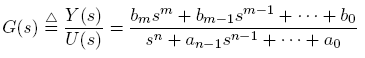 G(s) ≜ Y(s)/U(s) = (b_m s^m + b_{m−1} s^{m−1} + ⋯ + b_0)/(s^n + a_{n−1} s^{n−1} + ⋯ + a_0)